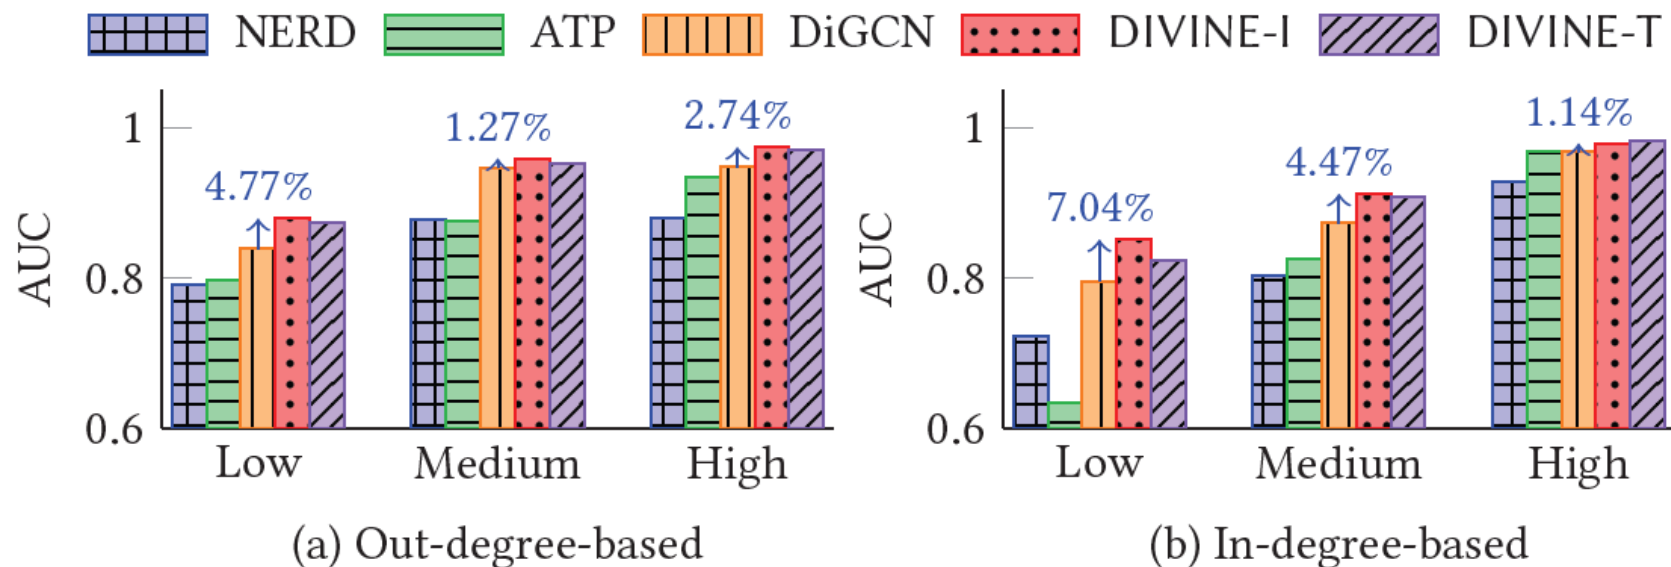 NERD ATP DiGCN DIVINE-I DIVINE-T
AUC
1
0.8
0.6
4.77%
1.27%
2.74%
Low Medium High
(a) Out-degree-based
AUC
1
0.8
0.6
7.04%
4.47%
1.14%
Low Medium High
(b) In-degree-based